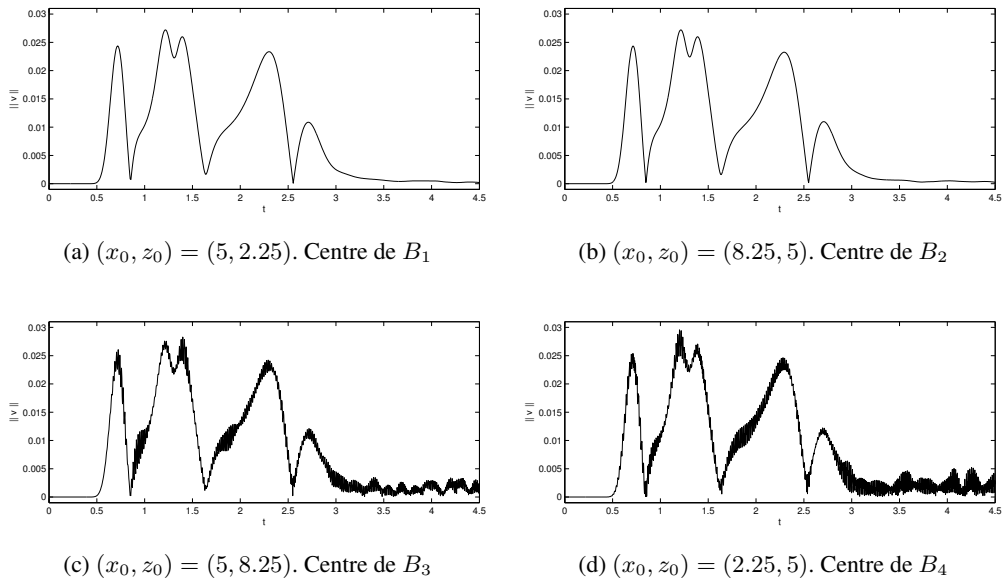 0.03
0.025
0.02
0.015
0.01
0.005
0
|| v ||
0 0.5 1 1.5 2 2.5 3 3.5 4 4.5
t
(a) (x₀, z₀) = (5, 2.25). Centre de B₁
0.03
0.025
0.02
0.015
0.01
0.005
0
|| v ||
0 0.5 1 1.5 2 2.5 3 3.5 4 4.5
t
(b) (x₀, z₀) = (8.25, 5). Centre de B₂
0.03
0.025
0.02
0.015
0.01
0.005
0
|| v ||
0 0.5 1 1.5 2 2.5 3 3.5 4 4.5
t
(c) (x₀, z₀) = (5, 8.25). Centre de B₃
0.03
0.025
0.02
0.015
0.01
0.005
0
|| v ||
0 0.5 1 1.5 2 2.5 3 3.5 4 4.5
t
(d) (x₀, z₀) = (2.25, 5). Centre de B₄